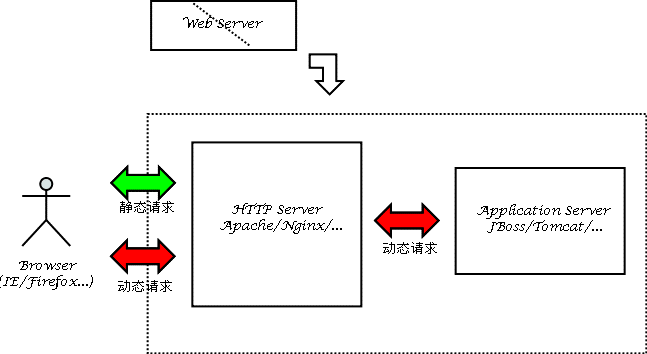 Web Server
静态请求
HTTP Server
Apache/Nginx/...
Application Server
JBoss/Tomcat/...
动态请求
Browser
(IE/Firefox...)
动态请求